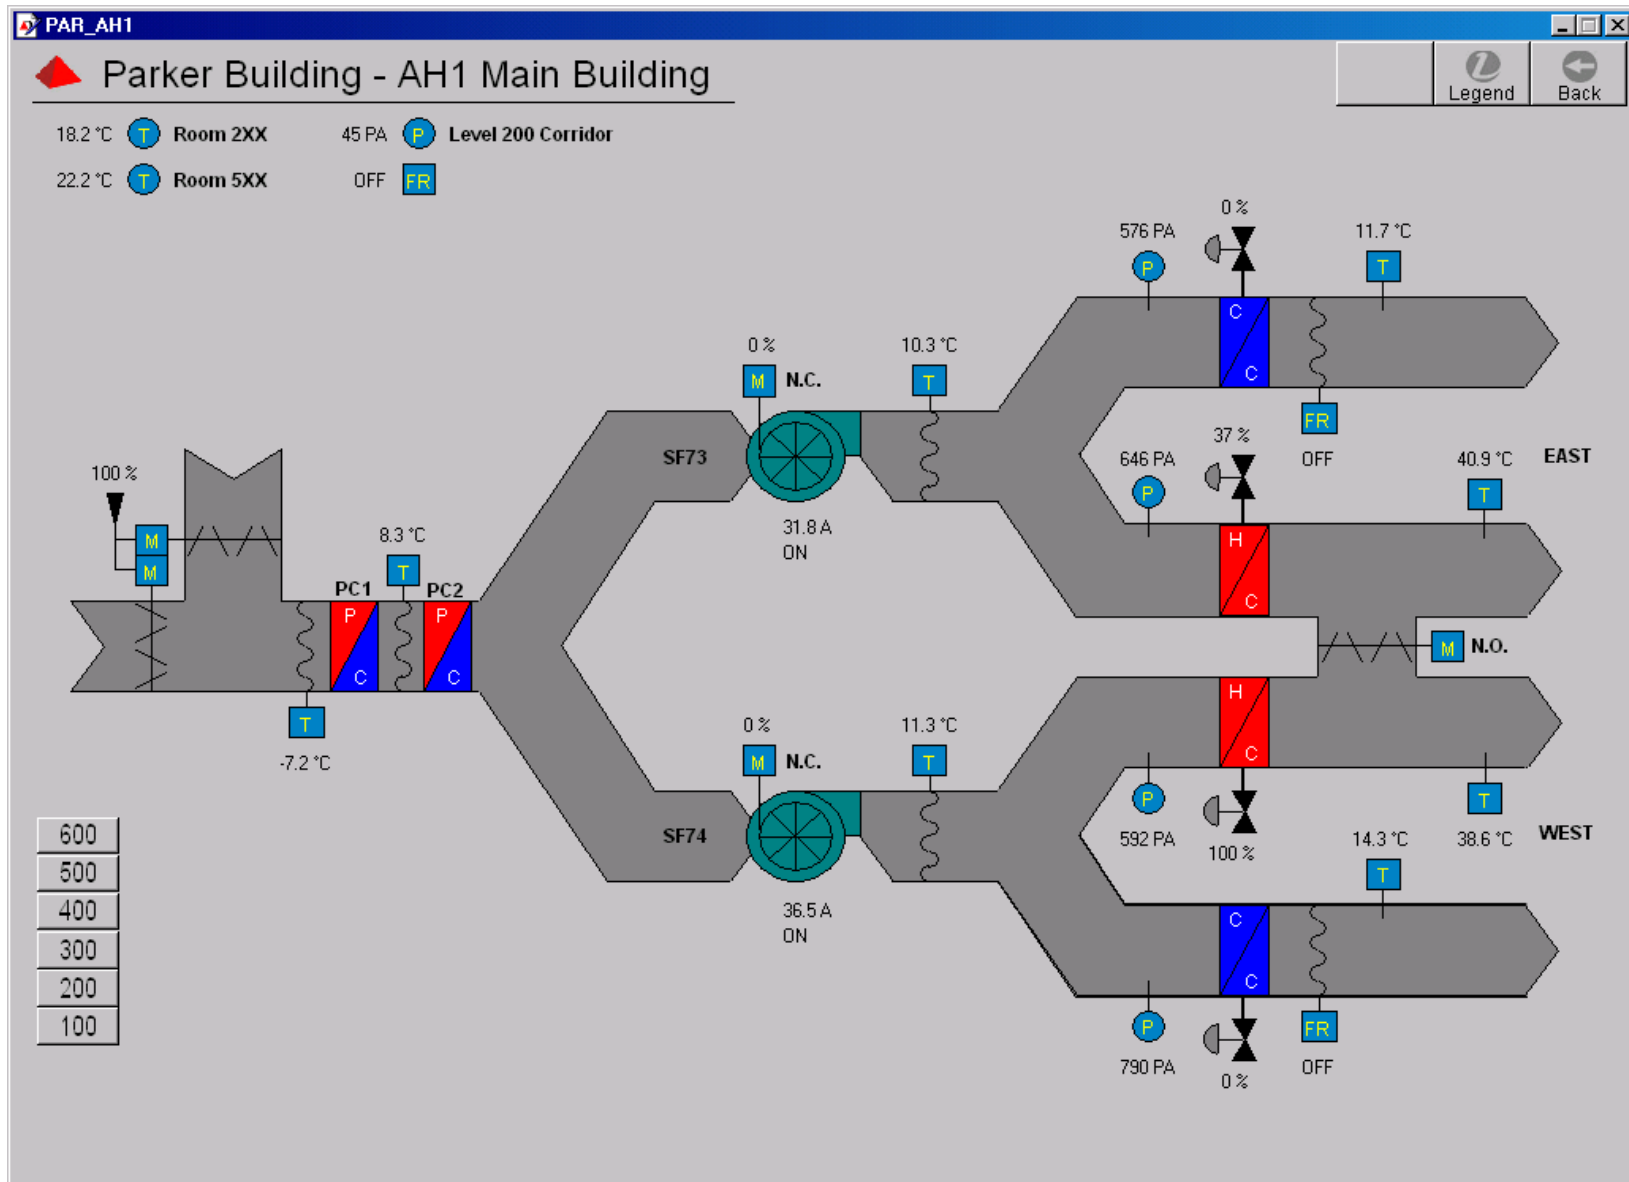 PAR_AH1
Parker Building - AH1 Main Building
Legend
Back
18.2 °C T Room 2XX 45 PA P Level 200 Corridor
22.2 °C T Room 5XX OFF FR
0 %
576 PA
11.7 °C
P
T
C
C
0 %
10.3 °C
M N.C.
T
FR
OFF
37 %
SF73
646 PA
40.9 °C
EAST
P
T
100 %
M
M
31.8 A
ON
8.3 °C
T
H
C
PC1
PC2
P
C
P
C
M N.O.
T
-7.2 °C
H
C
0 %
11.3 °C
M N.C.
T
P
T
SF74
592 PA
100 %
14.3 °C
38.6 °C
WEST
T
600
500
400
300
200
100
36.5 A
ON
C
C
P
FR
790 PA
0 %
OFF